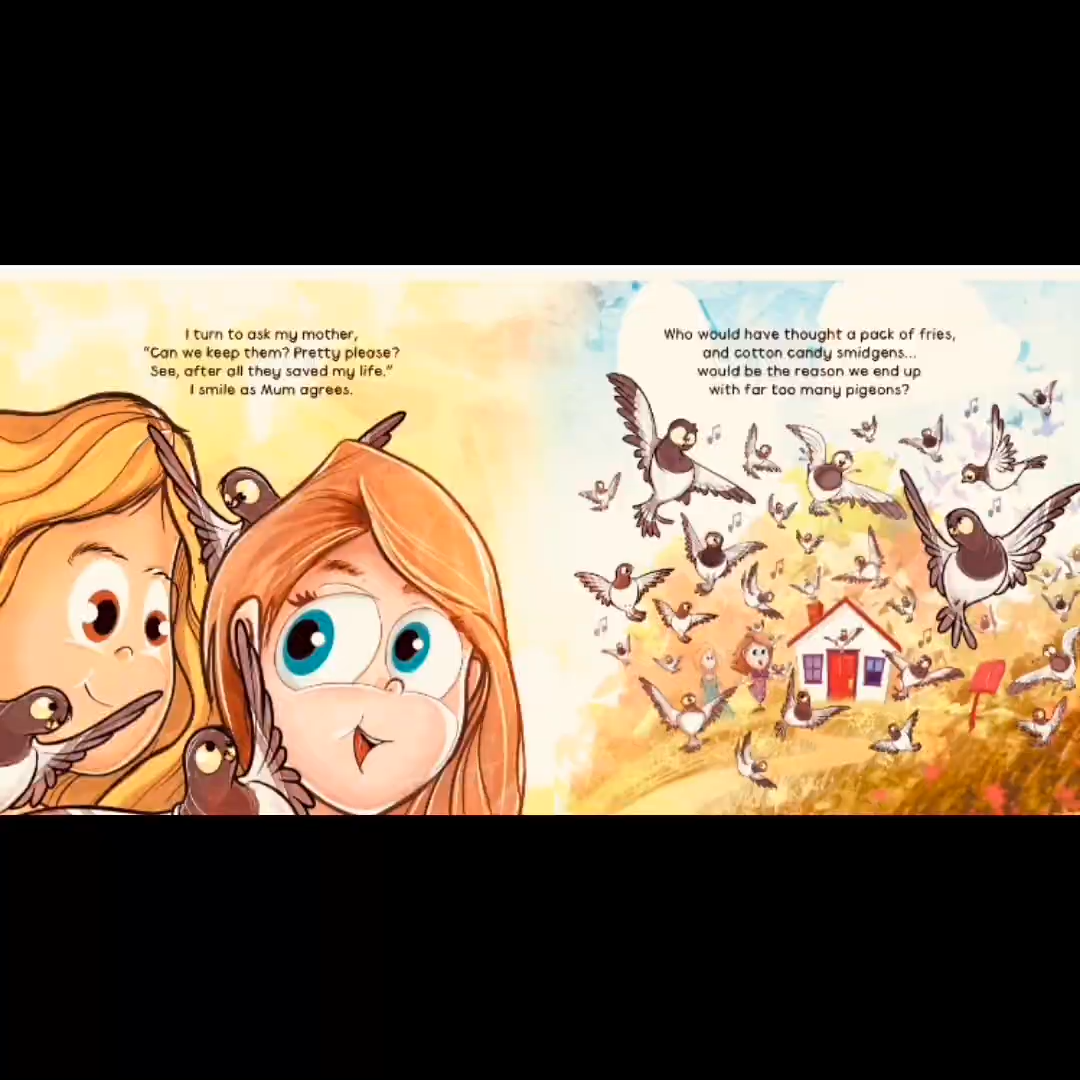 I turn to ask my mother,
"Can we keep them? Pretty please?
See, after all they saved my life."
I smile as Mum agrees.
Who would have thought a pack of fries,
and cotton candy smidgens...
would be the reason we end up
with far too many pigeons?